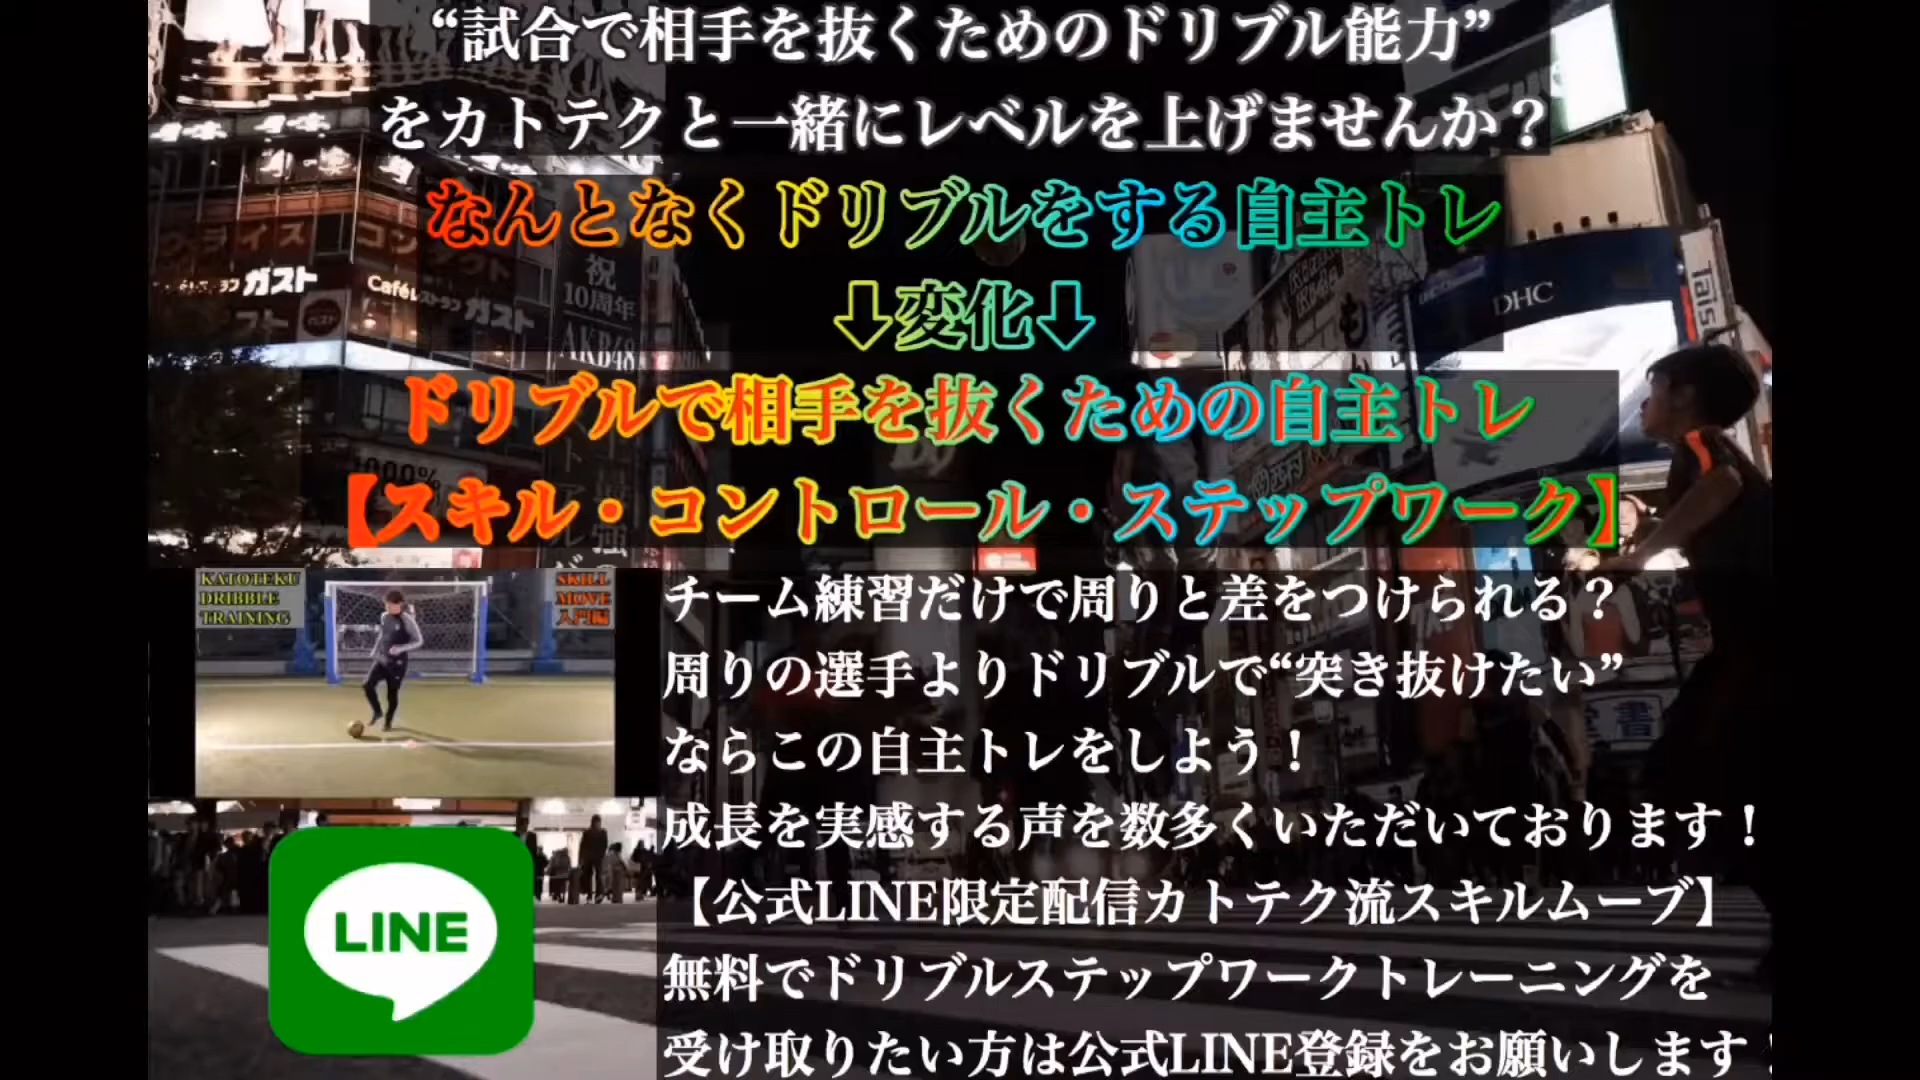 “試合で相手を抜くためのドリブル能力”
をカトテクと一緒にレベルを上げませんか？
なんとなくドリブルをする自主トレ
⬇変化⬇
ドリブルで相手を抜くための自主トレ
【スキル・コントロール・ステップワーク】
チーム練習だけで周りと差をつけられる？
周りの選手よりドリブルで“突き抜けたい”
ならこの自主トレをしよう！
成長を実感する声を数多くいただいております！
【公式LINE限定配信カトテク流スキルムーブ】
無料でドリブルステップワークトレーニングを
受け取りたい方は公式LINE登録をお願いします！
KATOTEKU
DRIBBLE
TRAINING
SKILL
MOVE
入門編
LINE
ガスト
Café
ガスト
祝
10周年
AKB48
DHC
Tais
1000%